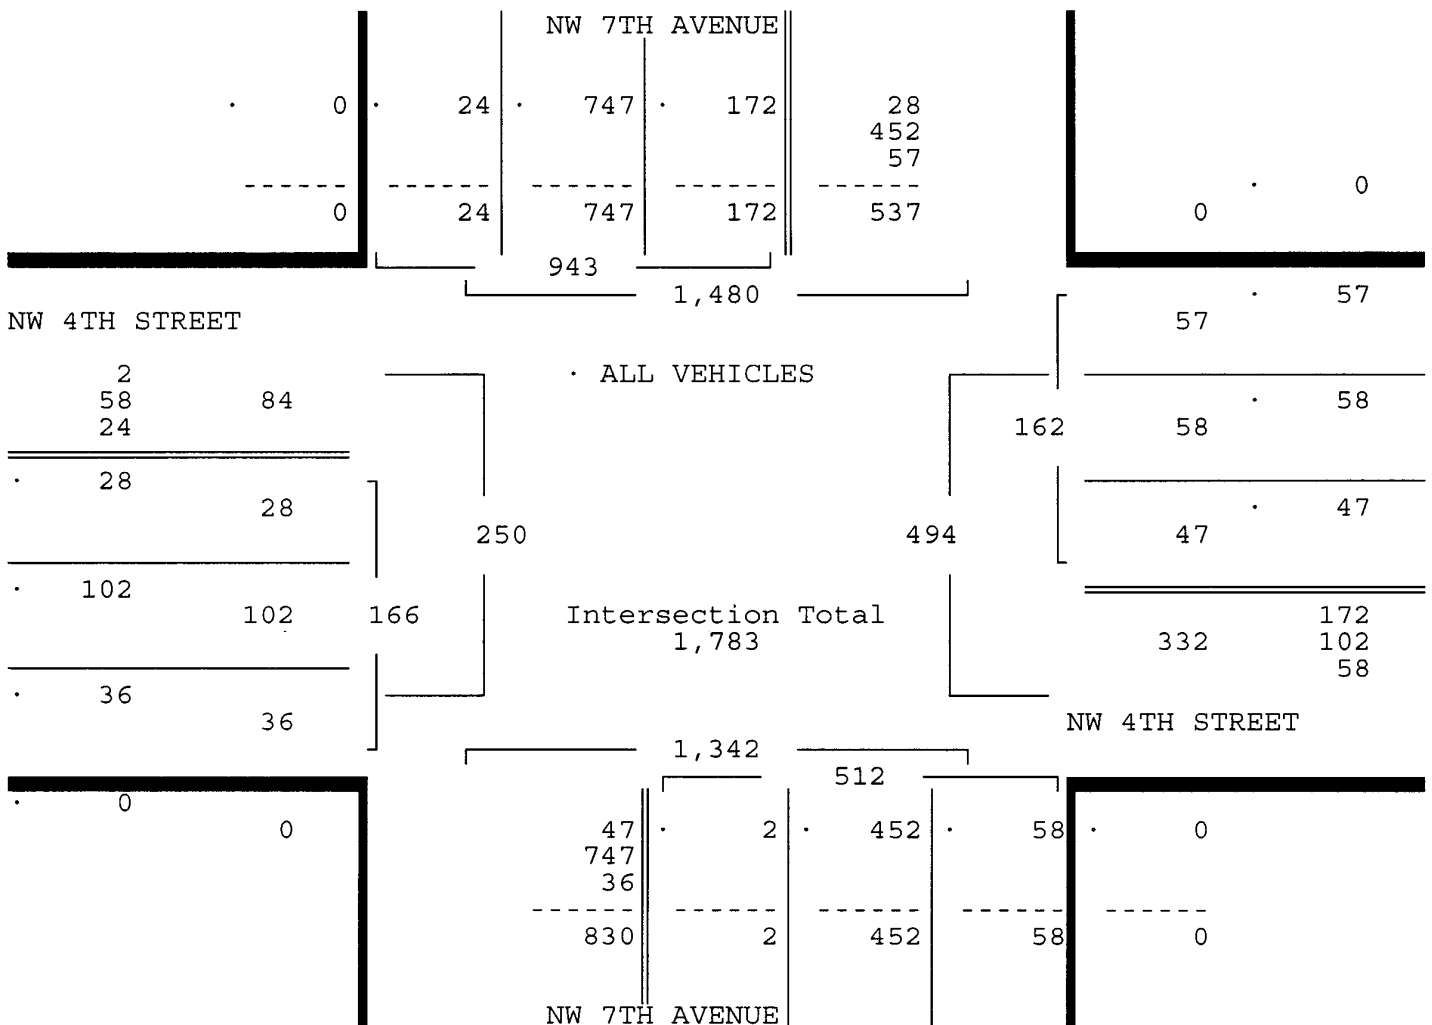 NW 7TH AVENUE
· 0 · 24 · 747 · 172 28
452
57
------ ------ ------ ------ ------ · 0
0 24 747 172 537 0
943
1,480 · 57
NW 4TH STREET 57
2 · ALL VEHICLES
58 84 · 58
24 162 58
· 28
28 · 47
250 494 47
· 102
102 166 Intersection Total 172
1,783 332 102
58
· 36
36 NW 4TH STREET
1,342
512
· 0
0 47 · 2 · 452 · 58 · 0
747
36
------ ------ ------ ------ ------
830 2 452 58 0
NW 7TH AVENUE